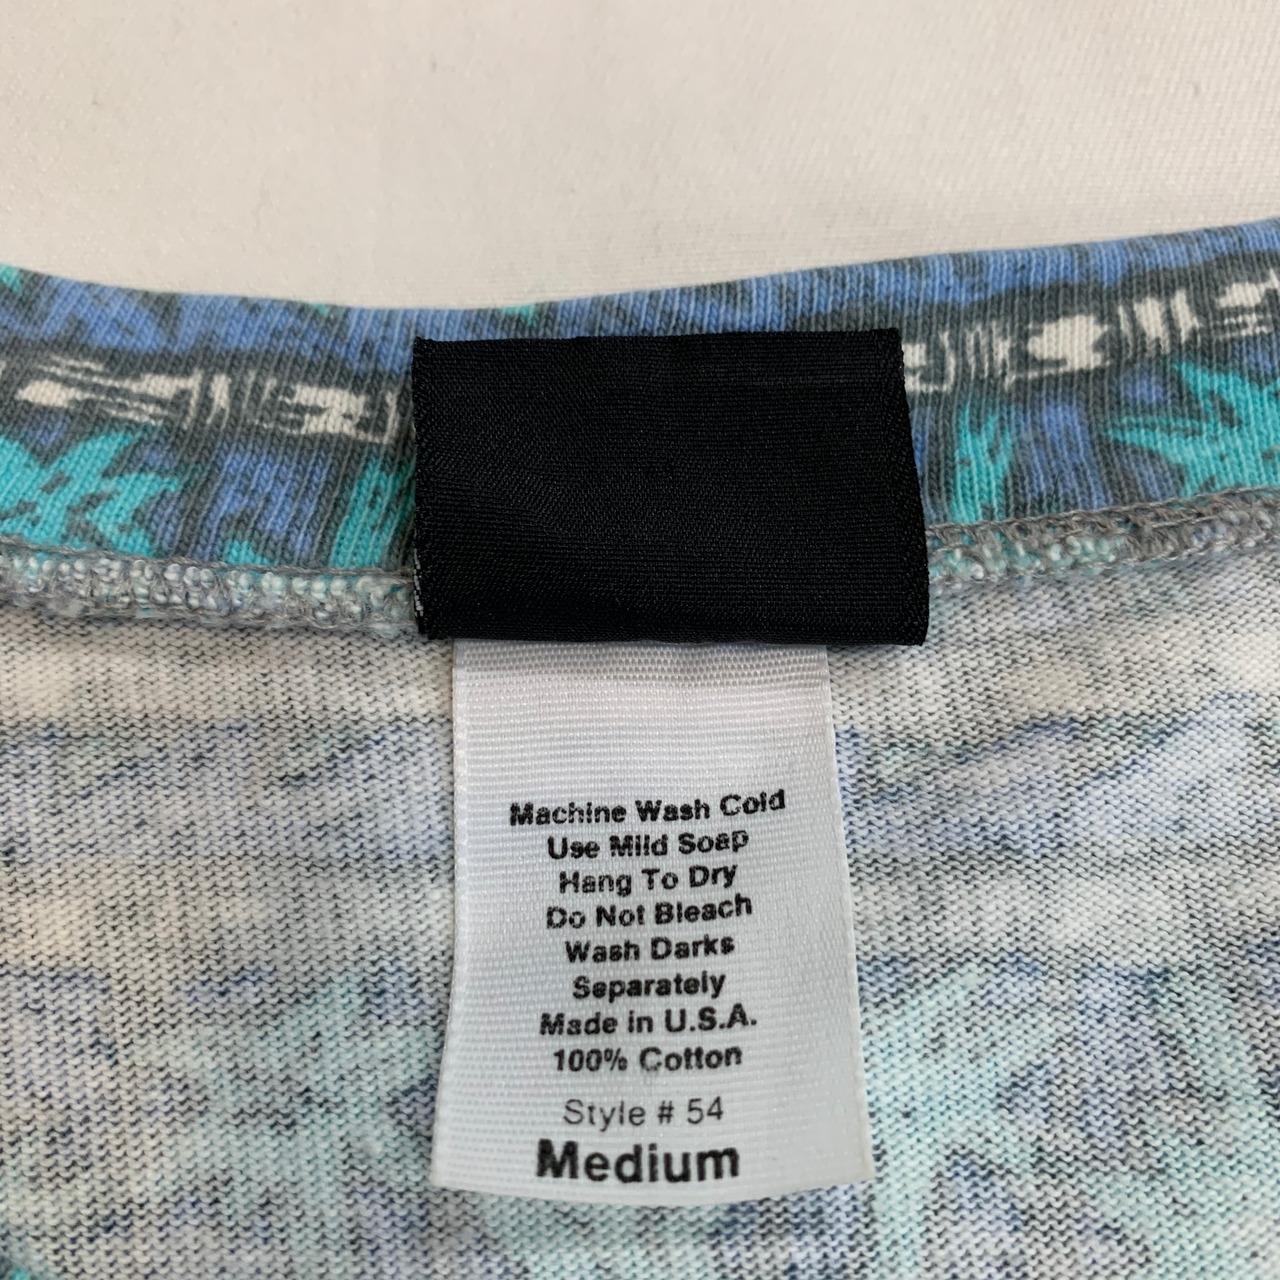 Machine Wash Cold
Use Mild Soap
Hang To Dry
Do Not Bleach
Wash Darks
Separately
Made in U.S.A.
100% Cotton
Style # 54
Medium